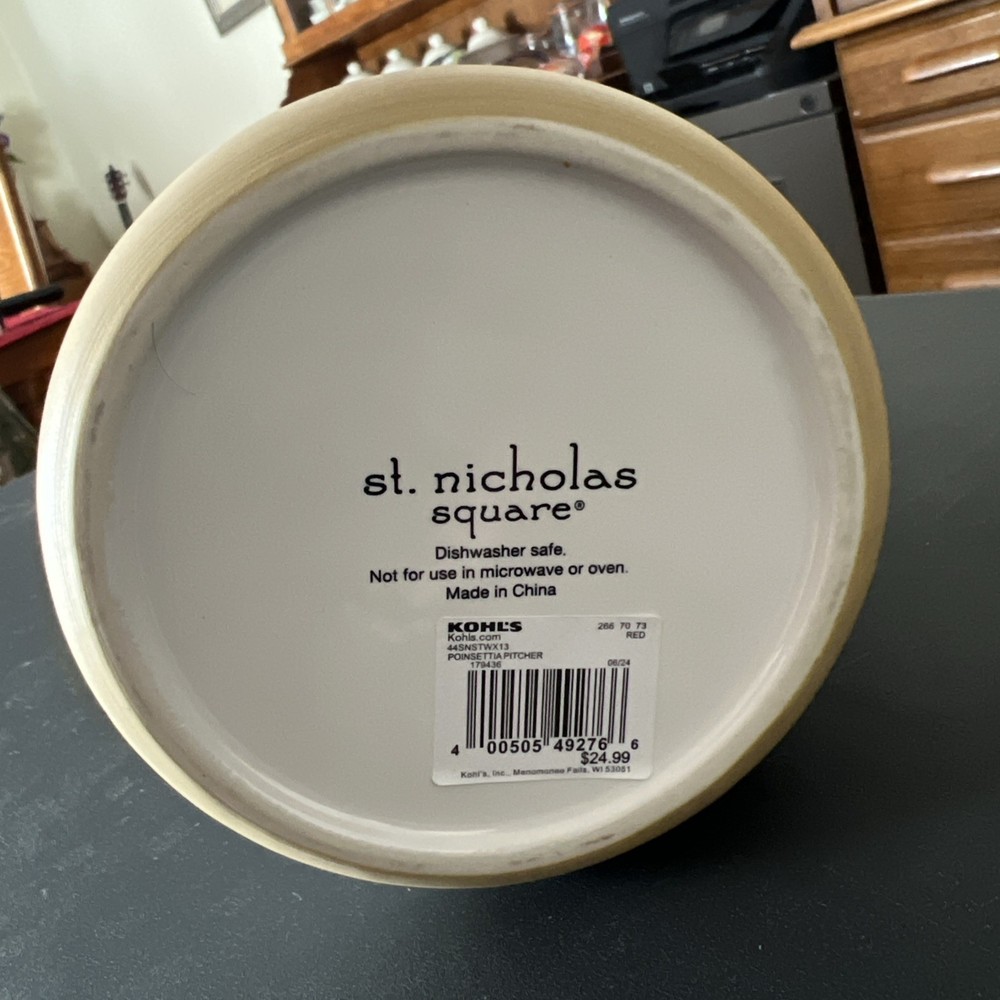 st. nicholas
square®
Dishwasher safe.
Not for use in microwave or oven.
Made in China
KOHL'S 266 70 73
Kohls.com RED
44SNSTWX13
POINSETTIA PITCHER
179436 06/24
4 00505 49276 6
$24.99
Kohl's, Inc., Menomonee Falls, WI 53051